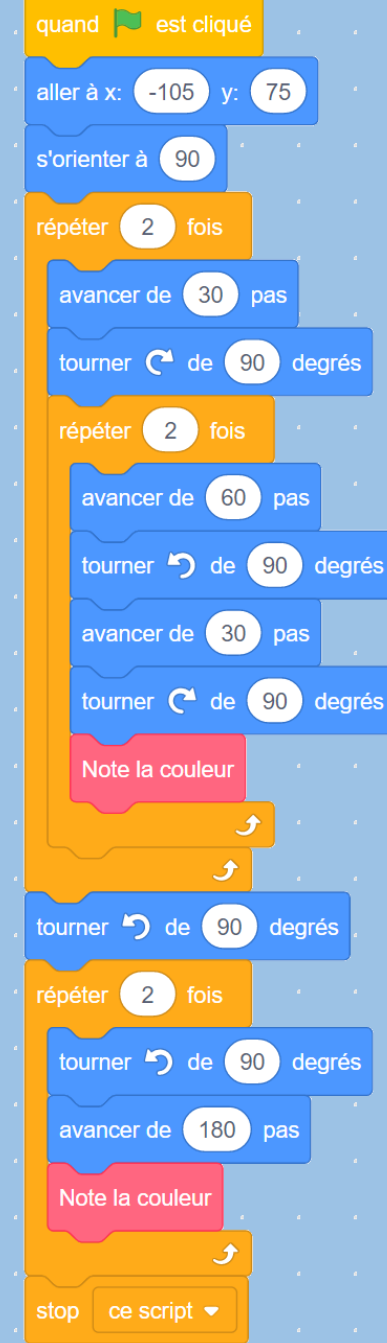 quand est cliqué
aller à x: -105 y: 75
s'orienter à 90
répéter 2 fois
avancer de 30 pas
tourner de 90 degrés
répéter 2 fois
avancer de 60 pas
tourner de 90 degrés
avancer de 30 pas
tourner de 90 degrés
Note la couleur
tourner de 90 degrés
répéter 2 fois
tourner de 90 degrés
avancer de 180 pas
Note la couleur
stop ce script